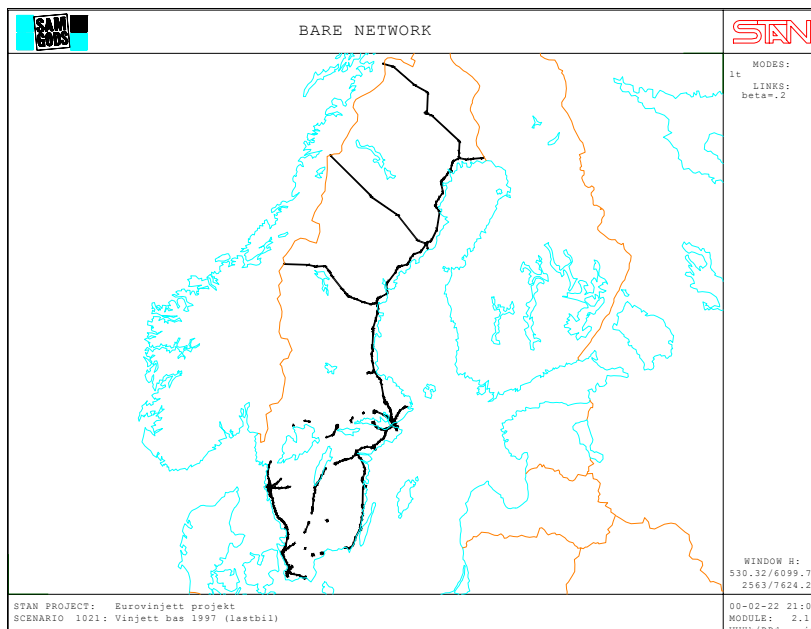 SAM
GODS
BARE NETWORK
STAN
MODES:
1t
LINKS:
beta=.2
WINDOW H:
530.32/6099.7
2563/7624.2
STAN PROJECT: Eurovinjett projekt
SCENARIO 1021: Vinjett bas 1997 (lastbil)
00-02-22 21:0
MODULE: 2.1